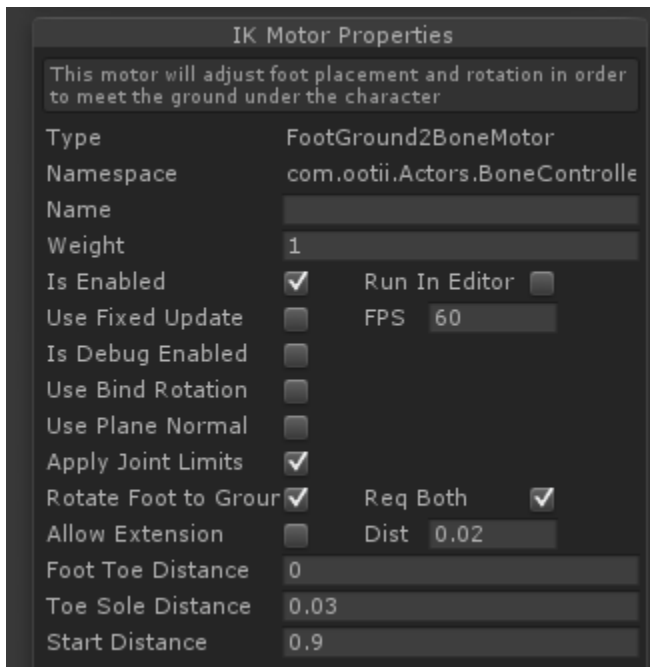 IK Motor Properties
This motor will adjust foot placement and rotation in order
to meet the ground under the character
Type FootGround2BoneMotor
Namespace com.ootii.Actors.BoneControlle
Name
Weight 1
Is Enabled Run In Editor
Use Fixed Update FPS 60
Is Debug Enabled
Use Bind Rotation
Use Plane Normal
Apply Joint Limits
Rotate Foot to Groun Req Both
Allow Extension Dist 0.02
Foot Toe Distance 0
Toe Sole Distance 0.03
Start Distance 0.9